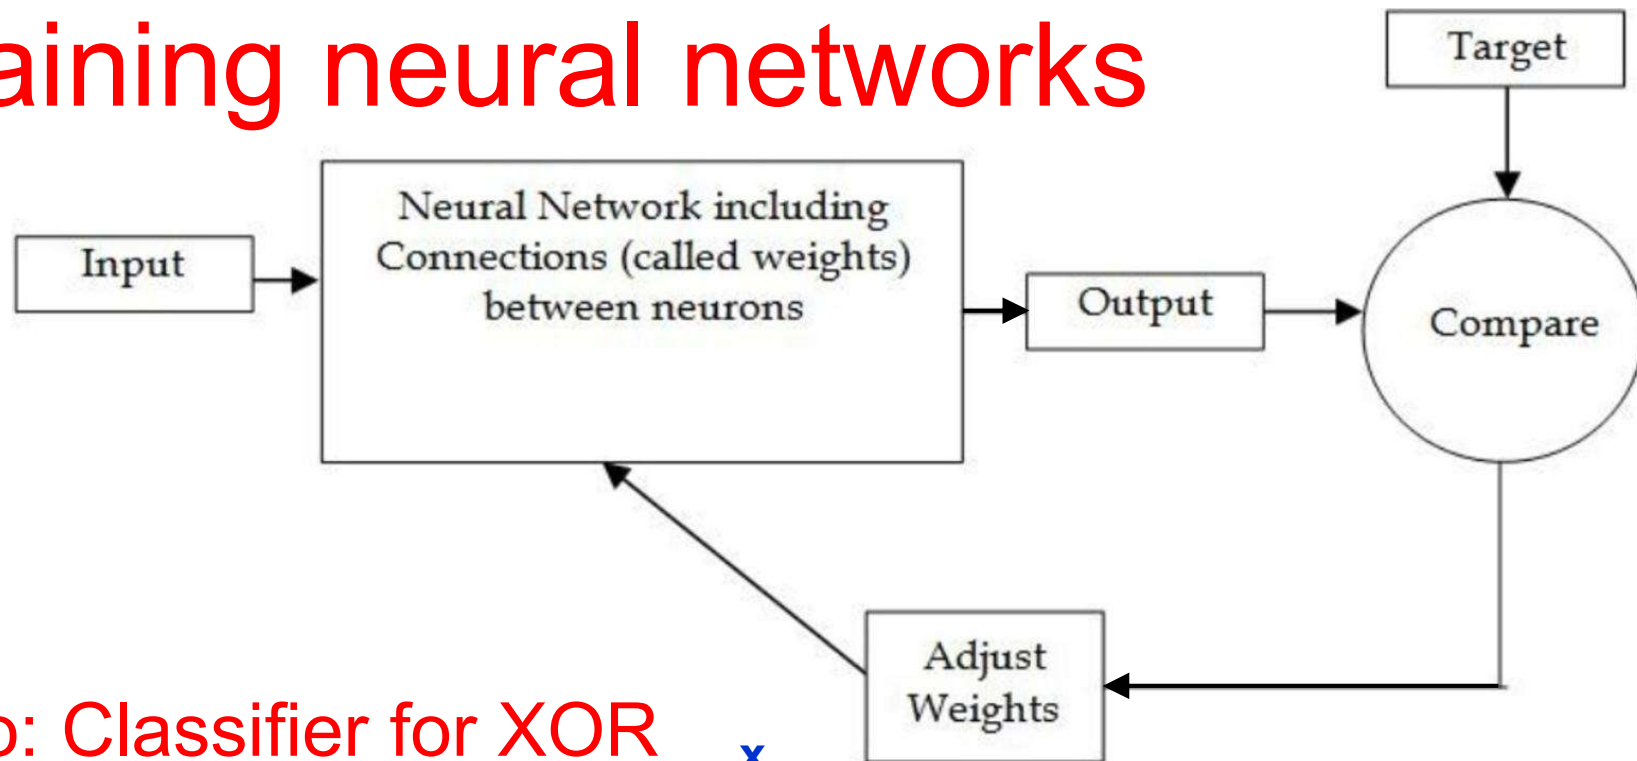 aining neural networks
Target
Input
Neural Network including
Connections (called weights)
between neurons
Output
Compare
Adjust
Weights
o: Classifier for XOR
x